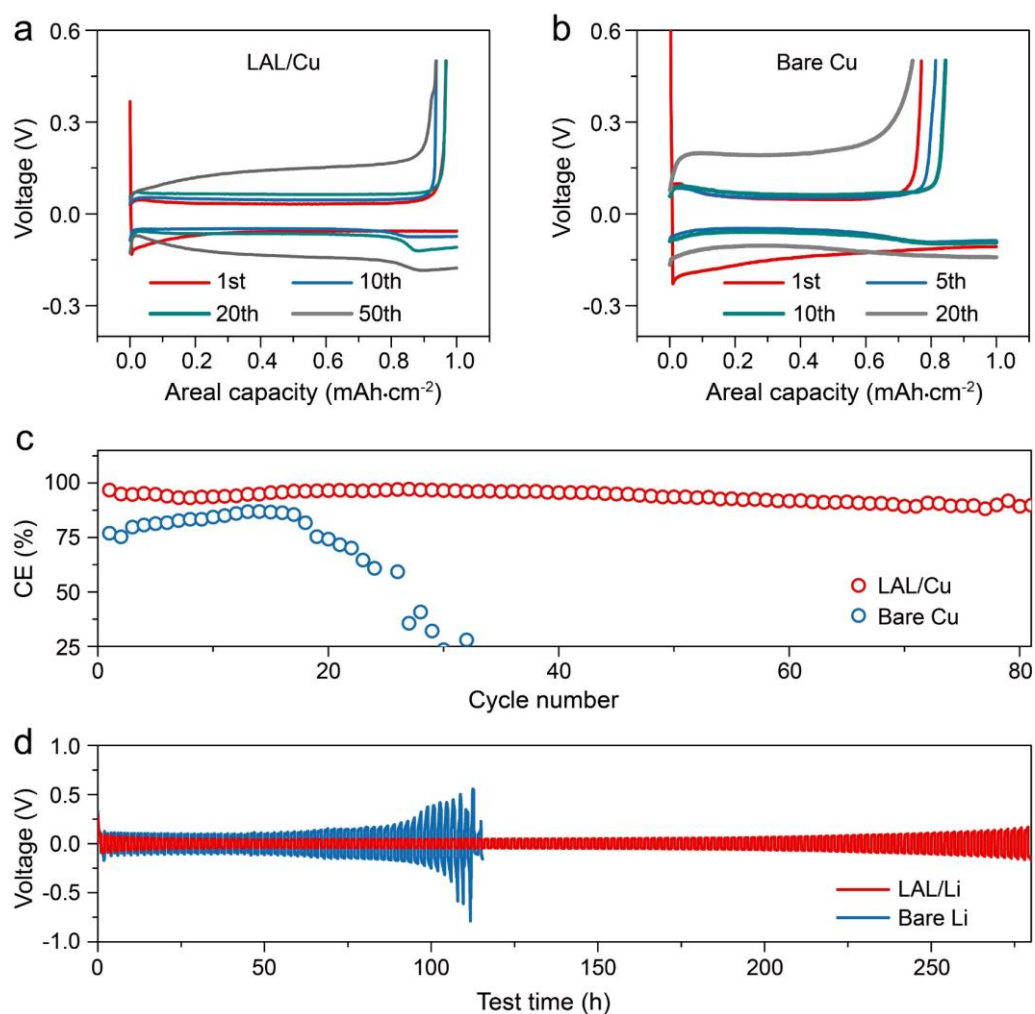 a
LAL/Cu
0.6
0.3
0.0
-0.3
Voltage (V)
1st
10th
20th
50th
0.0 0.2 0.4 0.6 0.8 1.0
Areal capacity (mAh·cm⁻²)
b
Bare Cu
0.6
0.3
0.0
-0.3
Voltage (V)
1st
5th
10th
20th
0.0 0.2 0.4 0.6 0.8 1.0
Areal capacity (mAh·cm⁻²)
c
100
75
50
25
CE (%)
LAL/Cu
Bare Cu
0 20 40 60 80
Cycle number
d
1.0
0.5
0.0
-0.5
-1.0
Voltage (V)
LAL/Li
Bare Li
0 50 100 150 200 250
Test time (h)